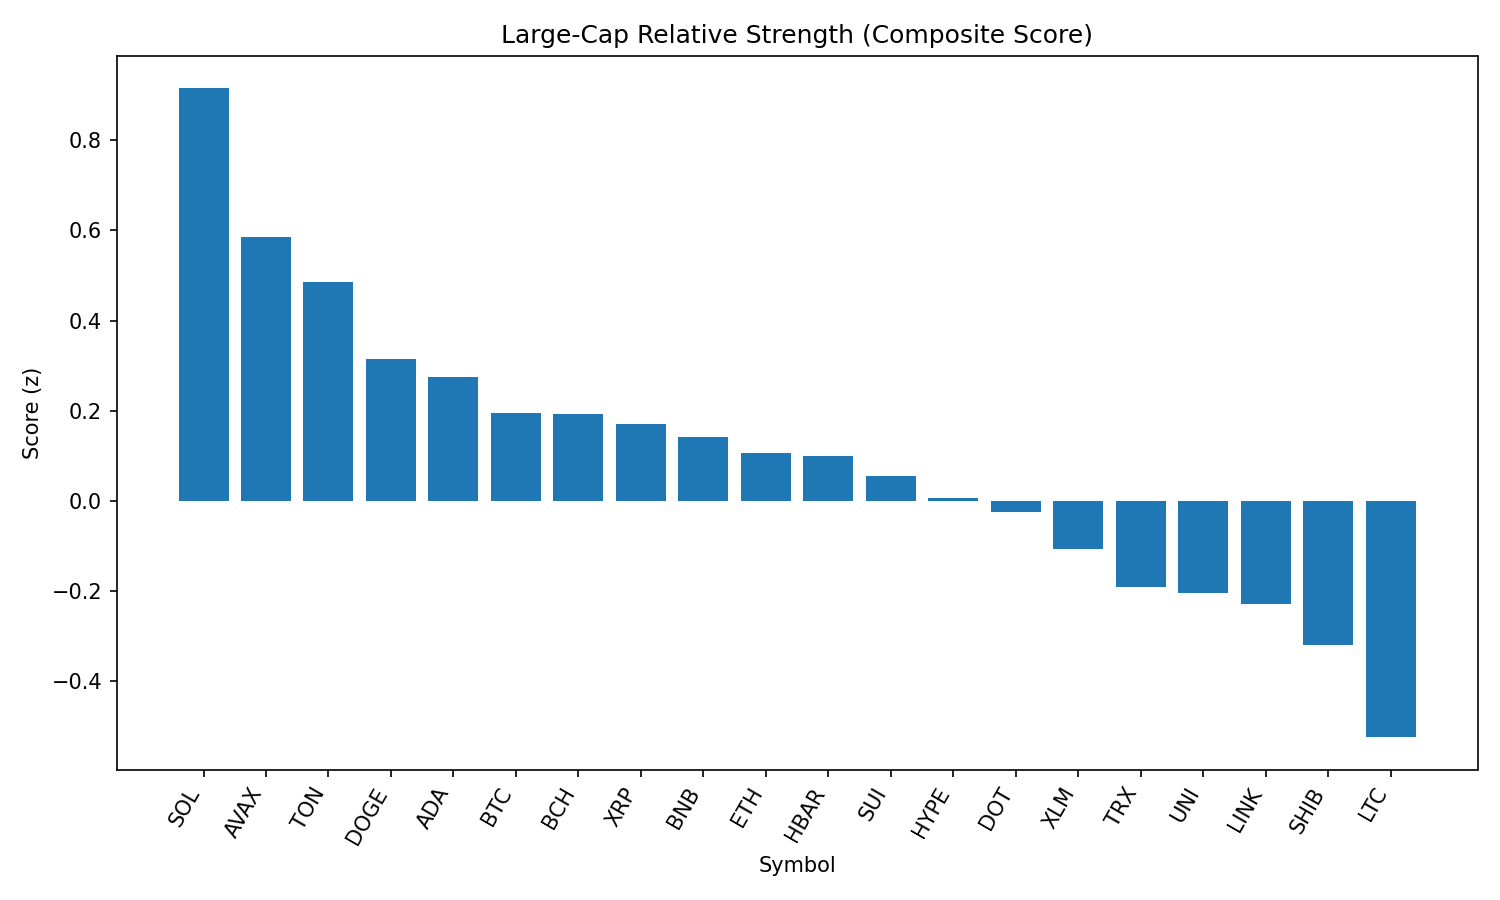 Large-Cap Relative Strength (Composite Score)
Score (z)
0.8
0.6
0.4
0.2
0.0
−0.2
−0.4
SOL
AVAX
TON
DOGE
ADA
BTC
BCH
XRP
BNB
ETH
HBAR
SUI
HYPE
DOT
XLM
TRX
UNI
LINK
SHIB
LTC
Symbol